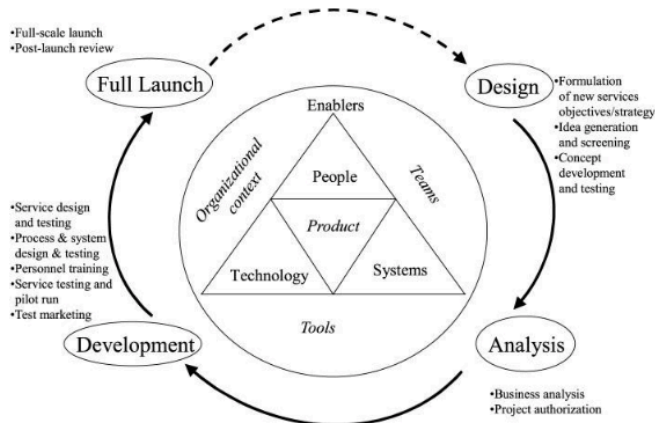 •Full-scale launch
•Post-launch review
Full Launch
Design
•Formulation
of new services
objectives/strategy
•Idea generation
and screening
•Concept
development
and testing
Enablers
Organizational
context
Teams
People
Product
Technology
Systems
Tools
•Service design
and testing
•Process & system
design & testing
•Personnel training
•Service testing and
pilot run
•Test marketing
Development
Analysis
•Business analysis
•Project authorization